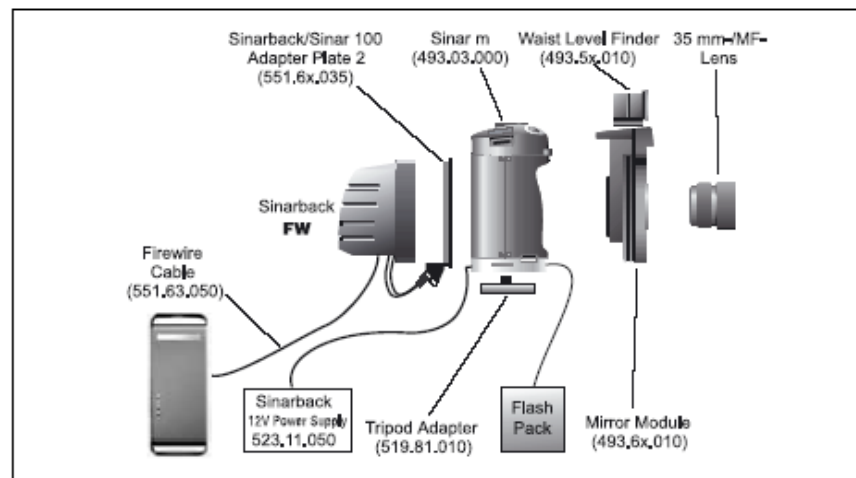 Sinarback/Sinar 100
Adapter Plate 2
(551.6x.035)
Sinar m
(493.03.000)
Waist Level Finder
(493.5x.010)
35 mm-/MF-
Lens
Sinarback
FW
Firewire
Cable
(551.63.050)
Sinarback
12V Power Supply
523.11.050
Tripod Adapter
(519.81.010)
Flash
Pack
Mirror Module
(493.6x.010)